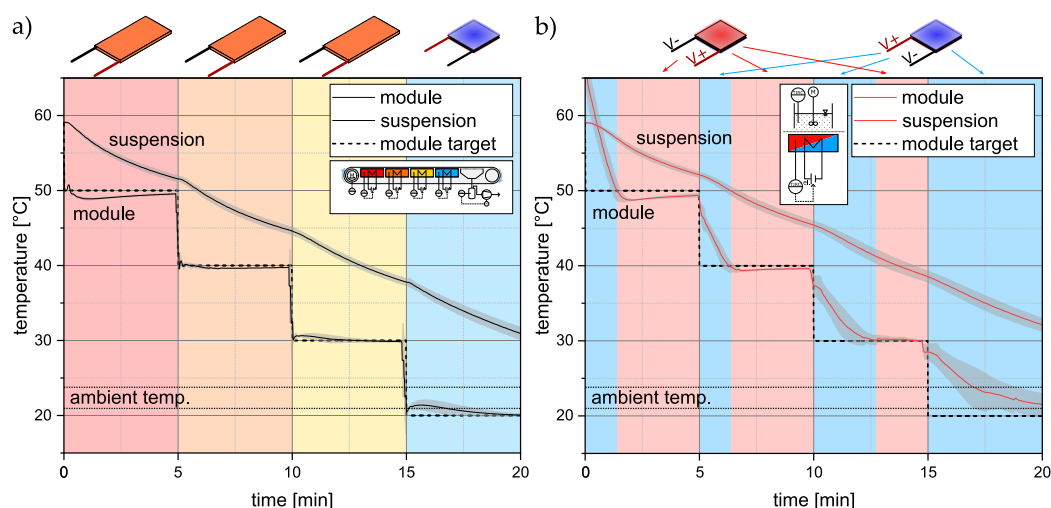 a)
suspension
module
module
suspension
module target
ambient temp.
60
50
40
30
20
temperature [°C]
0
5
10
15
20
time [min]
b)
V-
V+
V+
V-
suspension
module
module
suspension
module target
M
ambient temp.
60
50
40
30
20
temperature [°C]
0
5
10
15
20
time [min]